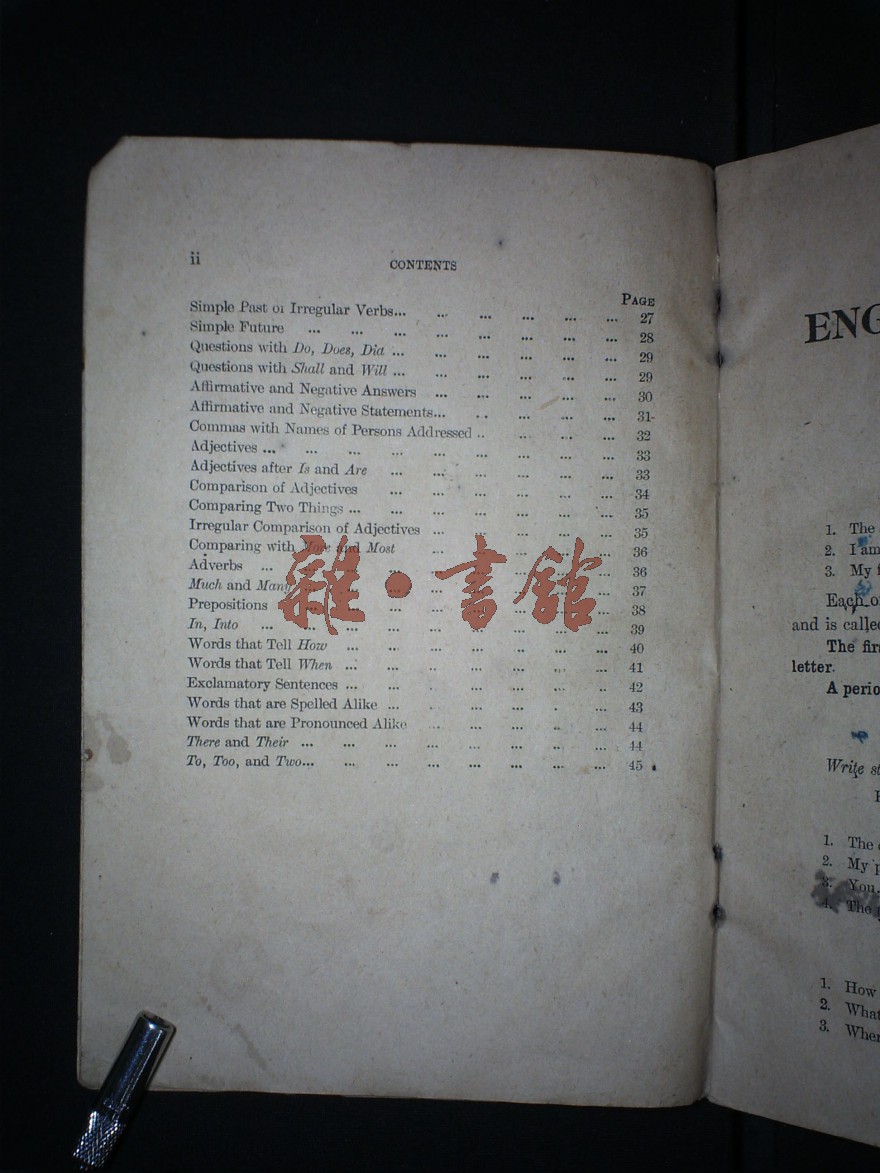 ii
CONTENTS
PAGE
Simple Past of Irregular Verbs... ... ... ... ... ... 27
Simple Future ... ... ... ... ... ... ... ... 28
Questions with Do, Does, Did ... ... ... ... ... ... 29
Questions with Shall and Will ... ... ... ... ... ... 29
Affirmative and Negative Answers ... ... ... ... ... 30
Affirmative and Negative Statements... .. ... ... ... 31
Commas with Names of Persons Addressed .. ... ... ... 32
Adjectives ... ... ... ... ... ... ... ... ... 33
Adjectives after Is and Are ... ... ... ... ... ... 33
Comparison of Adjectives ... ... ... ... ... ... 34
Comparing Two Things ... ... ... ... ... ... ... 35
Irregular Comparison of Adjectives ... ... ... ... ... 35
Comparing with More and Most ... ... ... ... ... 36
Adverbs ... ... ... ... ... ... ... ... ... 36
Much and Many ... ... ... ... ... ... ... 37
Prepositions ... ... ... ... ... ... ... ... 38
In, Into ... ... ... ... ... ... ... ... ... 39
Words that Tell How ... ... ... ... ... ... ... 40
Words that Tell When ... ... .. ... ... ... ... 41
Exclamatory Sentences ... ... .. ... ... ... .. 42
Words that are Spelled Alike ... .. ... ... . ... 43
Words that are Pronounced Alike .. ... ... ... ... 44
There and Their ... ... ... ... ... .. ... ... 44
To, Too, and Two... ... ... ... ... ... ... ... 45
雜·書館
ENG
1. The
2. I am
3. My f
Each of
and is called
The firs
letter.
A perio
Write st
1. The
2. My p
3. You
4. The
1. How
2. What
3. When